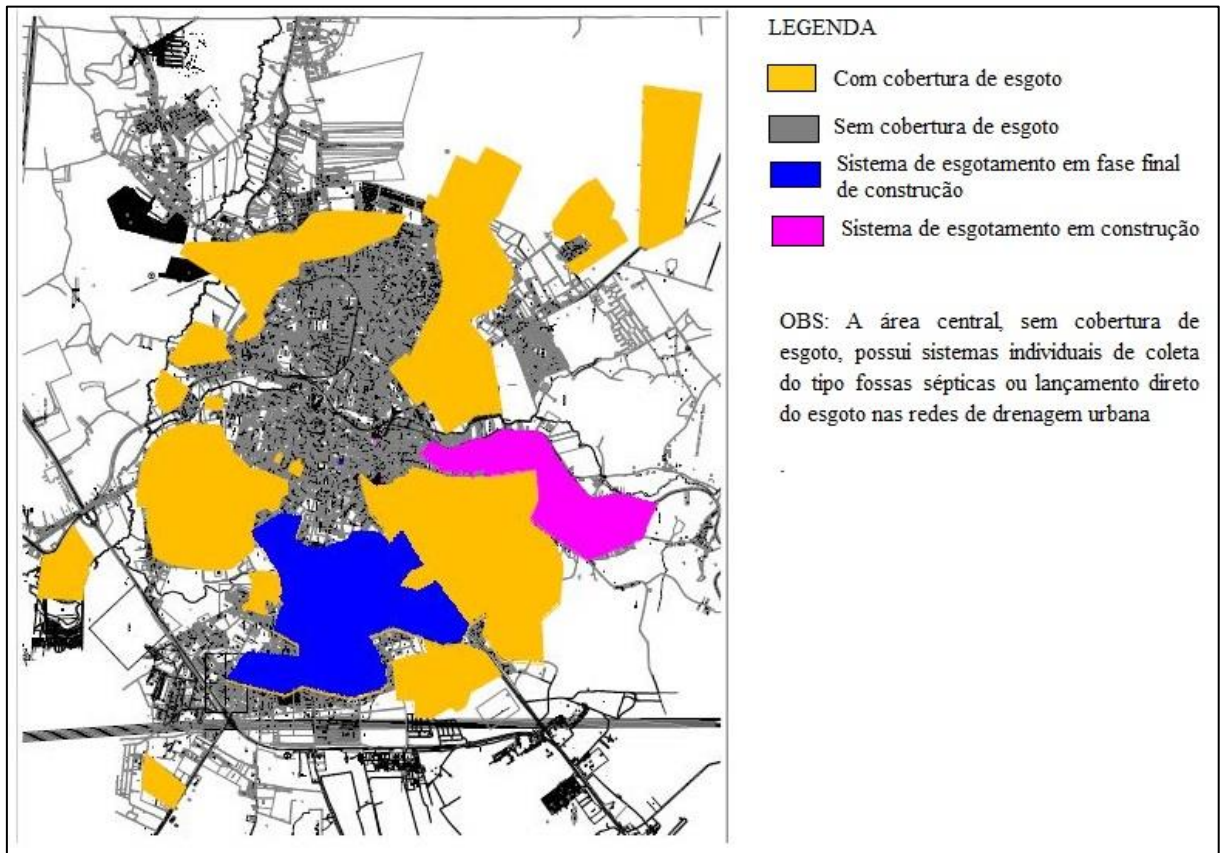 LEGENDA
Com cobertura de esgoto
Sem cobertura de esgoto
Sistema de esgotamento em fase final
de construção
Sistema de esgotamento em construção
OBS: A área central, sem cobertura de
esgoto, possui sistemas individuais de coleta
do tipo fossas sépticas ou lançamento direto
do esgoto nas redes de drenagem urbana